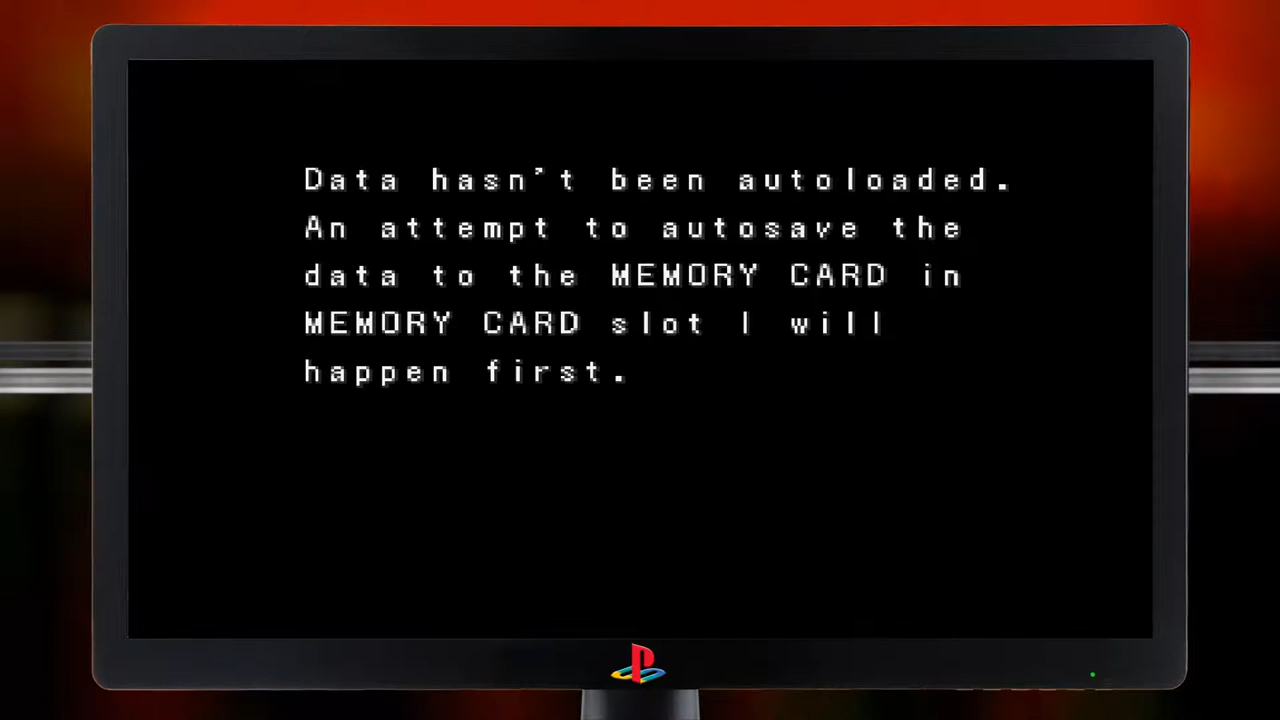 Data hasn't been autoloaded.
An attempt to autosave the
data to the MEMORY CARD in
MEMORY CARD slot 1 will
happen first.